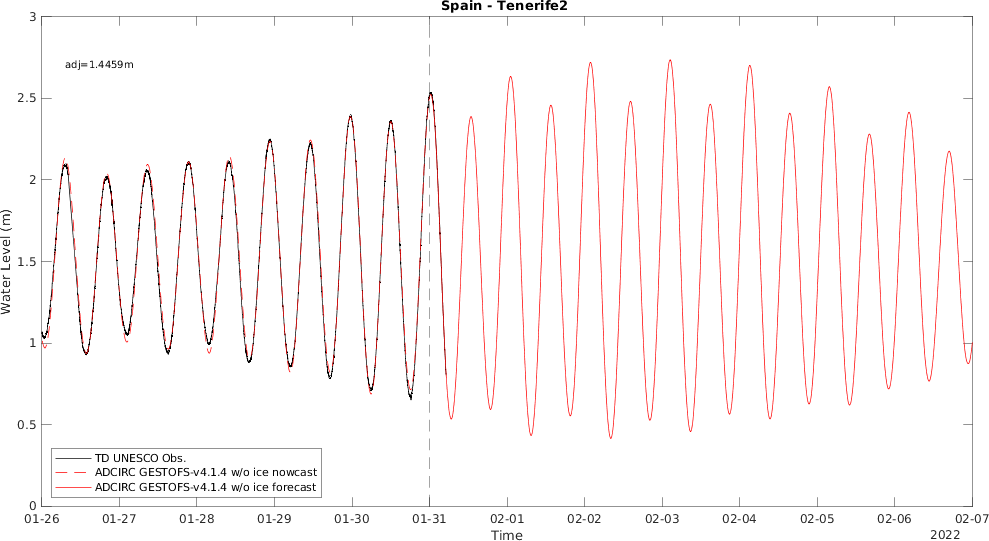 Spain - Tenerife2
3
adj=1.4459m
2.5
2
1.5
1
0.5
0
Water Level (m)
TD UNESCO Obs.
ADCIRC GESTOFS-v4.1.4 w/o ice nowcast
ADCIRC GESTOFS-v4.1.4 w/o ice forecast
01-26 01-27 01-28 01-29 01-30 01-31 02-01 02-02 02-03 02-04 02-05 02-06 02-07
Time
2022